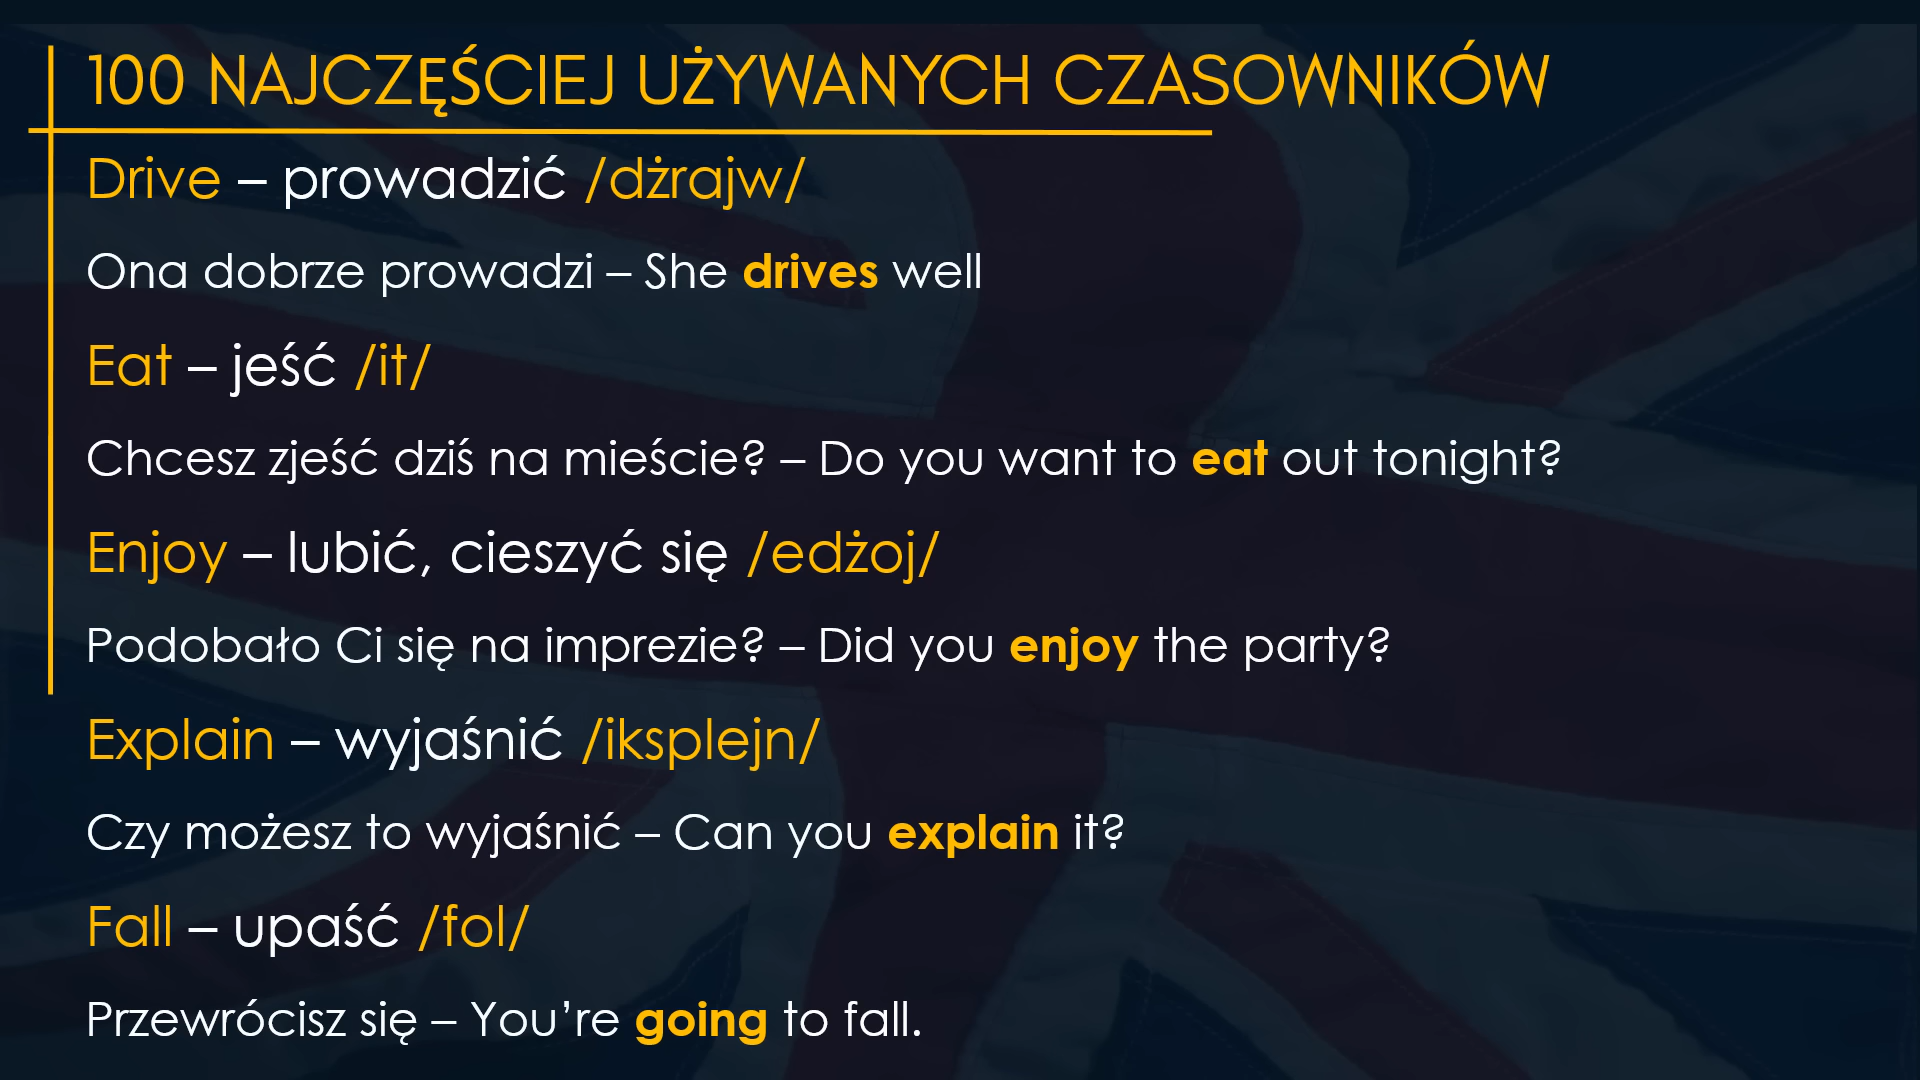 100 NAJCZĘŚCIEJ UŻYWANYCH CZASOWNIKÓW
Drive – prowadzić /dżrajw/
Ona dobrze prowadzi – She drives well
Eat – jeść /it/
Chcesz zjeść dziś na mieście? – Do you want to eat out tonight?
Enjoy – lubić, cieszyć się /edżoj/
Podobało Ci się na imprezie? – Did you enjoy the party?
Explain – wyjaśnić /iksplejn/
Czy możesz to wyjaśnić – Can you explain it?
Fall – upaść /fol/
Przewrócisz się – You’re going to fall.